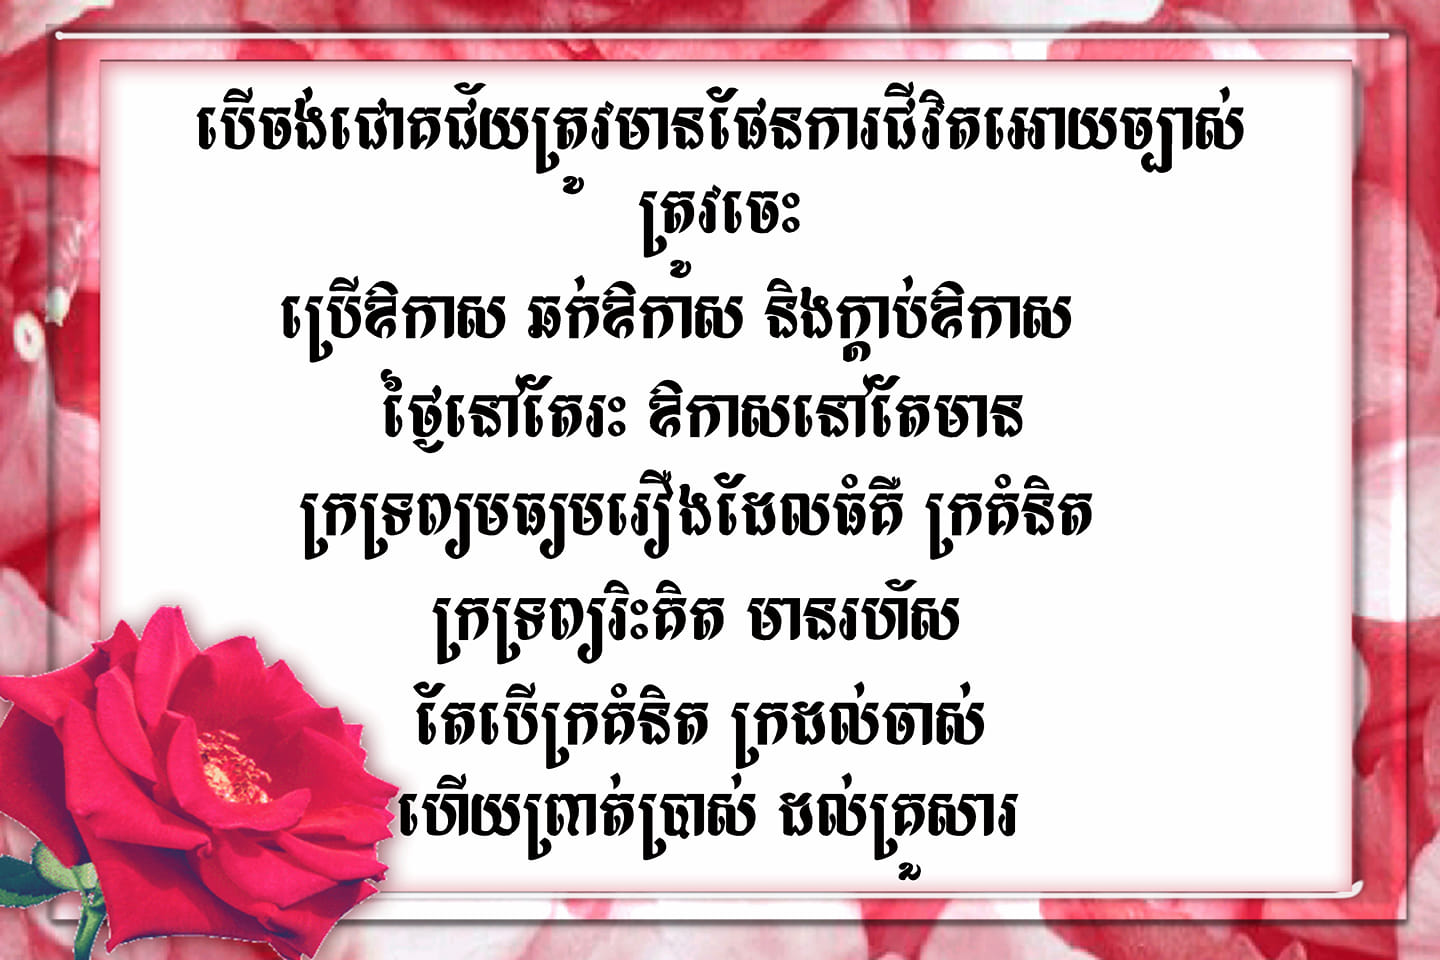 បើចង់ជោគជ័យត្រូវមានផែនការជីវិតអោយច្បាស់
ត្រូវចេះ
ប្រើឱកាស ឆក់ឱកាស និងក្តាប់ឱកាស
ថ្ងៃនៅតែរះ ឱកាសនៅតែមាន
ក្រទ្រព្យមធ្យមរឿងដែលធំគឺ ក្រគំនិត
ក្រទ្រព្យរិះគិត មានរហ័ស
តែបើក្រគំនិត ក្រដល់ចាស់
ហើយព្រាត់ប្រាស់ ដល់គ្រួសារ